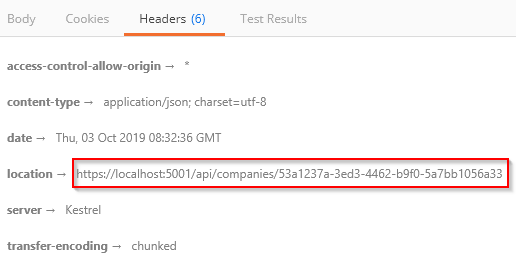 Body Cookies Headers (6) Test Results
access-control-allow-origin → *
content-type → application/json; charset=utf-8
date → Thu, 03 Oct 2019 08:32:36 GMT
location → https://localhost:5001/api/companies/53a1237a-3ed3-4462-b9f0-5a7bb1056a33
server → Kestrel
transfer-encoding → chunked